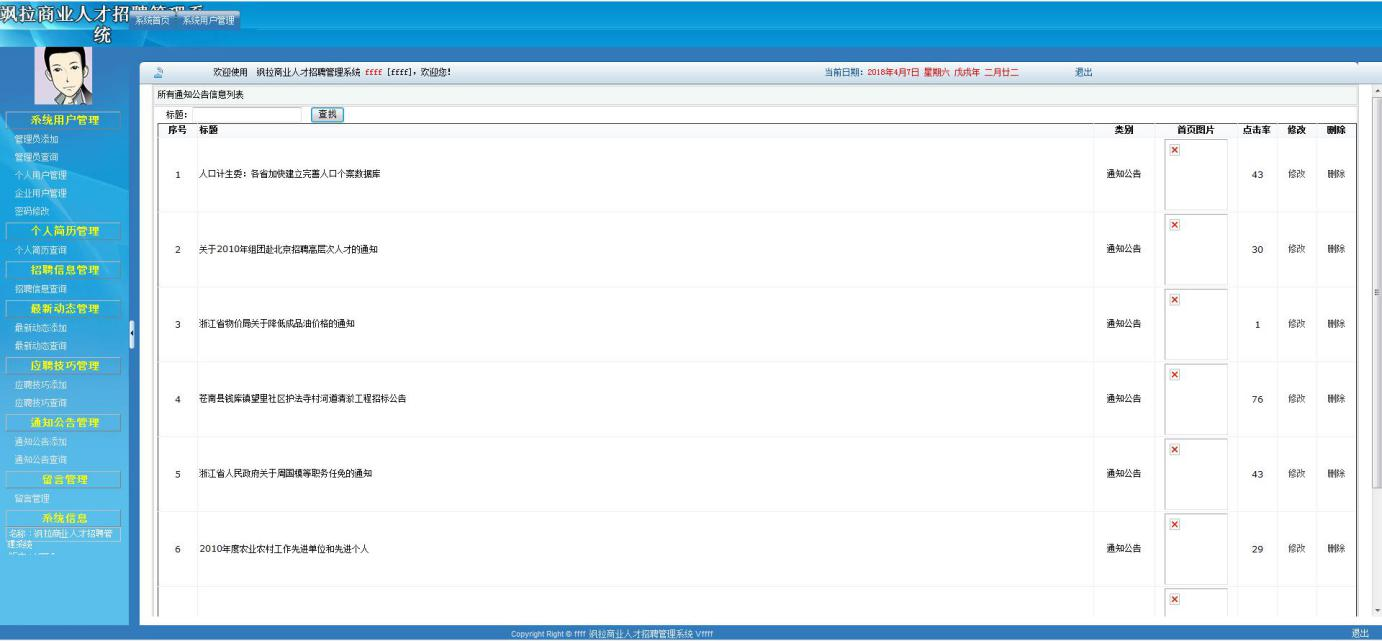 飒拉商业人才招聘管理系
统
系统首页 系统用户管理
欢迎使用 飒拉商业人才招聘管理系统 ffff [ffff]，欢迎您！ 当前日期：2018年4月7日 星期六 戊戌年 二月廿二 退出
系统用户管理
管理员添加
管理员查询
个人用户管理
企业用户管理
密码修改
个人简历管理
个人简历查询
招聘信息管理
招聘信息查询
最新动态管理
最新动态添加
最新动态查询
应聘技巧管理
应聘技巧添加
应聘技巧查询
通知公告管理
通知公告添加
通知公告查询
留言管理
留言管理
系统信息
名称：飒拉商业人才招聘管
理系统
所有通知公告信息列表
标题： 查找
序号 标题 类别 首页图片 点击率 修改 删除
1 人口计生委：各省加快建立完善人口个案数据库 通知公告 43 修改 删除
2 关于2010年组团赴北京招聘高层次人才的通知 通知公告 30 修改 删除
3 浙江省物价局关于降低成品油价格的通知 通知公告 1 修改 删除
4 苍南县钱库镇望里社区护法寺村河道清淤工程招标公告 通知公告 76 修改 删除
5 浙江省人民政府关于周国模等职务任免的通知 通知公告 43 修改 删除
6 2010年度农业农村工作先进单位和先进个人 通知公告 29 修改 删除
Copyright Right © ffff 飒拉商业人才招聘管理系统 Vffff 退出